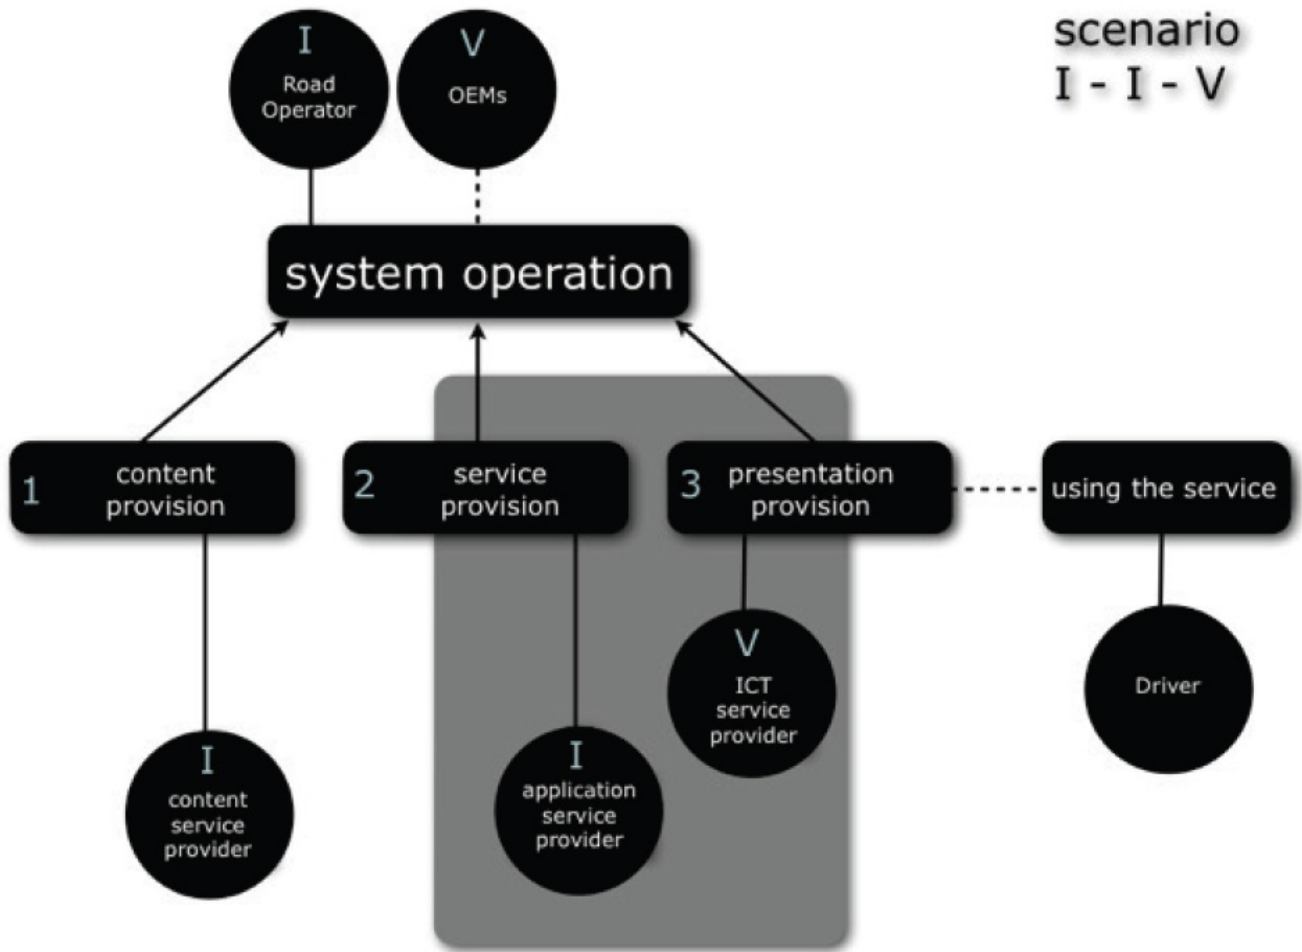 scenario
I - I - V
I
Road
Operator
V
OEMs
system operation
1
content
provision
2
service
provision
3
presentation
provision
using the service
V
ICT
service
provider
Driver
I
content
service
provider
I
application
service
provider